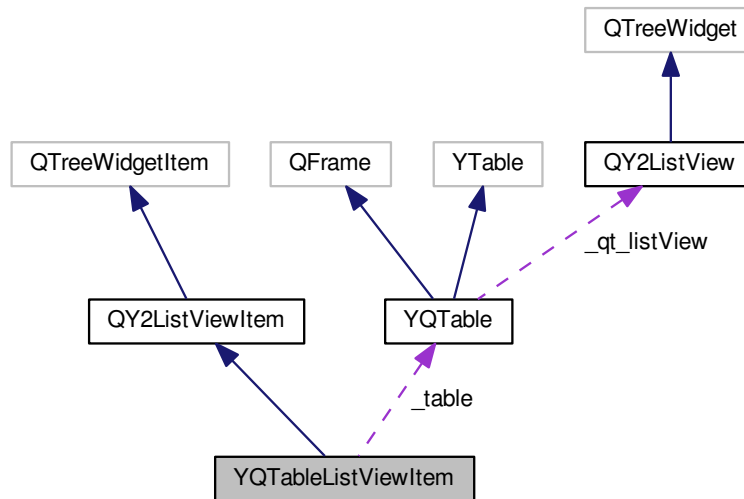 QTreeWidget
QTreeWidgetItem
QFrame
YTable
QY2ListView
_qt_listView
QY2ListViewItem
YQTable
_table
YQTableListViewItem